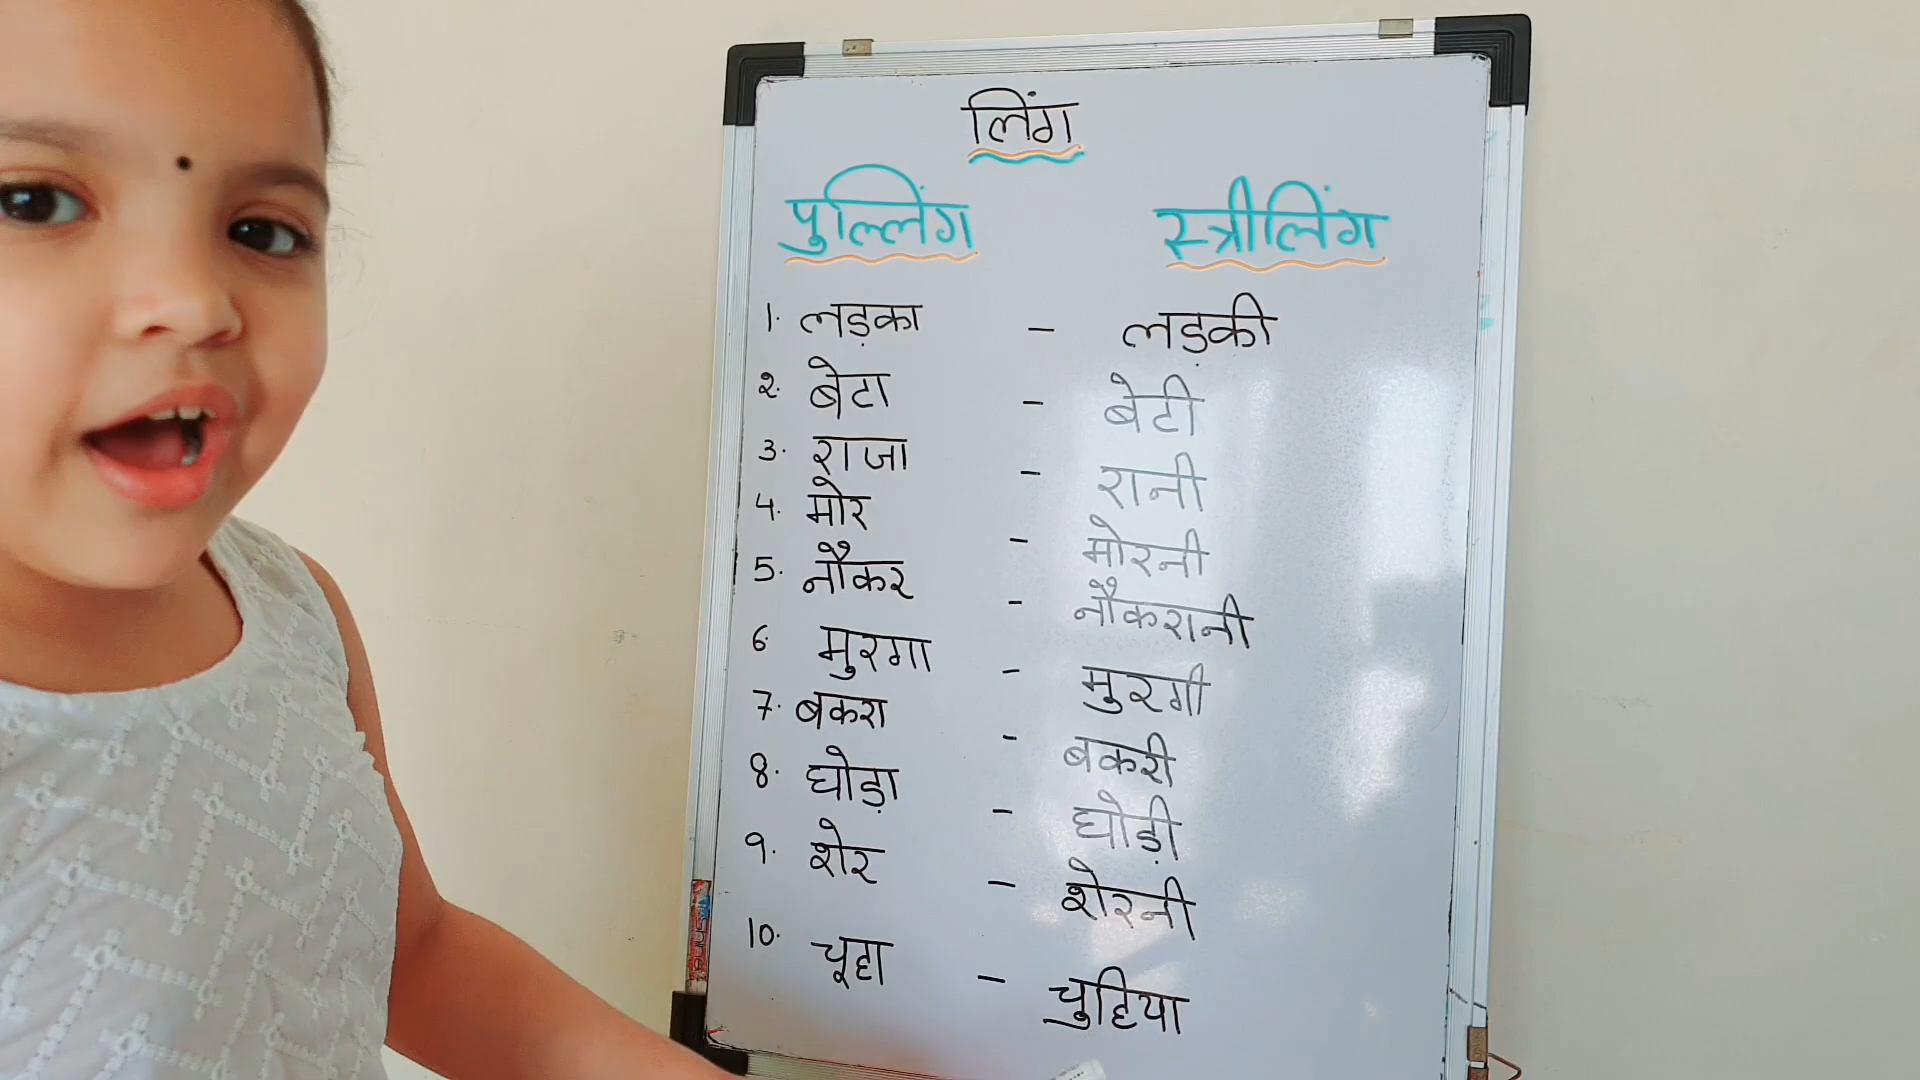 लिंग
पुल्लिंग स्त्रीलिंग
1. लड़का - लड़की
2. बेटा - बेटी
3. राजा - रानी
4. मोर - मोरनी
5. नौकर - नौकरानी
6. मुरगा - मुरगी
7. बकरा - बकरी
8. घोड़ा - घोड़ी
9. शेर - शेरनी
10. चूहा - चुहिया